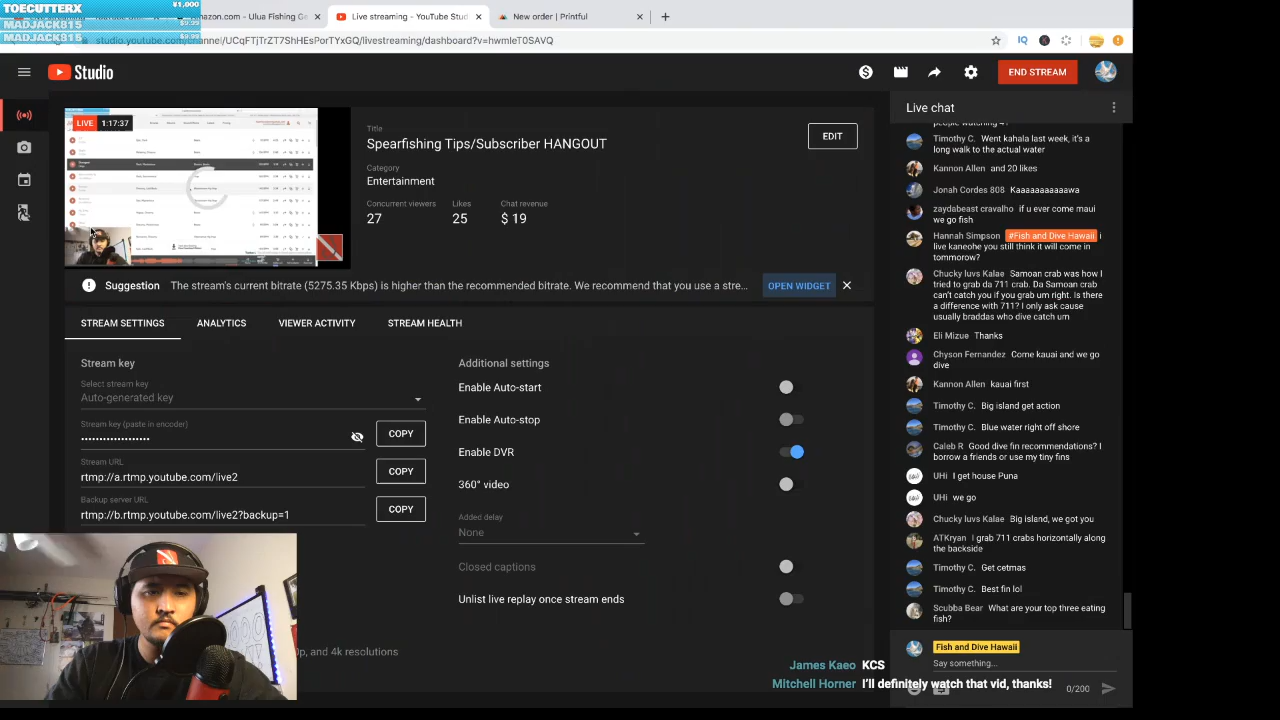 TOECUTTERX ¥1,000
MADJACK815 $9.99
MADJACK815 $9.99
mazon.com - Ulua Fishing Ge
Live streaming - YouTube Stud
New order | Printful
studio.youtube.com/channel/UCqFTjTrZT7ShHEsPorTYxGQ/livestreaming/dashboard?v=hwmleT0SAVQ
Studio
END STREAM
LIVE 1:17:37
Title
Spearfishing Tips/Subscriber HANGOUT
EDIT
Category
Entertainment
Concurrent viewers Likes Chat revenue
27 25 $ 19
Suggestion The stream's current bitrate (5275.35 Kbps) is higher than the recommended bitrate. We recommend that you use a stre...
OPEN WIDGET
STREAM SETTINGS ANALYTICS VIEWER ACTIVITY STREAM HEALTH
Stream key
Select stream key
Auto-generated key
Stream key (paste in encoder)
••••••••••••••••••• COPY
Stream URL
rtmp://a.rtmp.youtube.com/live2 COPY
Backup server URL
rtmp://b.rtmp.youtube.com/live2?backup=1 COPY
Additional settings
Enable Auto-start
Enable Auto-stop
Enable DVR
360° video
Added delay
None
Closed captions
Unlist live replay once stream ends
0p, and 4k resolutions
Live chat
people watching 4?
Timothy C. Went kahala last week, it's a
long walk to the actual water
Kannon Allen and 20 likes
Jonah Cordes 808 Kaaaaaaaaaawa
zaydabeast cravalho if u ever come maui
we go fish
Hannah Simpson #Fish and Dive Hawaii i
live kaneohe you still think it will come in
tommorow?
Chucky luvs Kalae Samoan crab was how I
tried to grab da 711 crab. Da Samoan crab
can't catch you if you grab um right. Is there
a difference with 711? I only ask cause
usually braddas who dive catch um
Eli Mizue Thanks
Chyson Fernandez Come kauai and we go
dive
Kannon Allen kauai first
Timothy C. Big island get action
Timothy C. Blue water right off shore
Caleb R Good dive fin recommendations? I
borrow a friends or use my tiny fins
UHi I get house Puna
UHi we go
Chucky luvs Kalae Big island, we got you
ATKryan I grab 711 crabs horizontally along
the backside
Timothy C. Get cetmas
Timothy C. Best fin lol
Scubba Bear What are your top three eating
fish?
Fish and Dive Hawaii
Say something...
0/200
James Kaeo KCS
Mitchell Horner I'll definitely watch that vid, thanks!